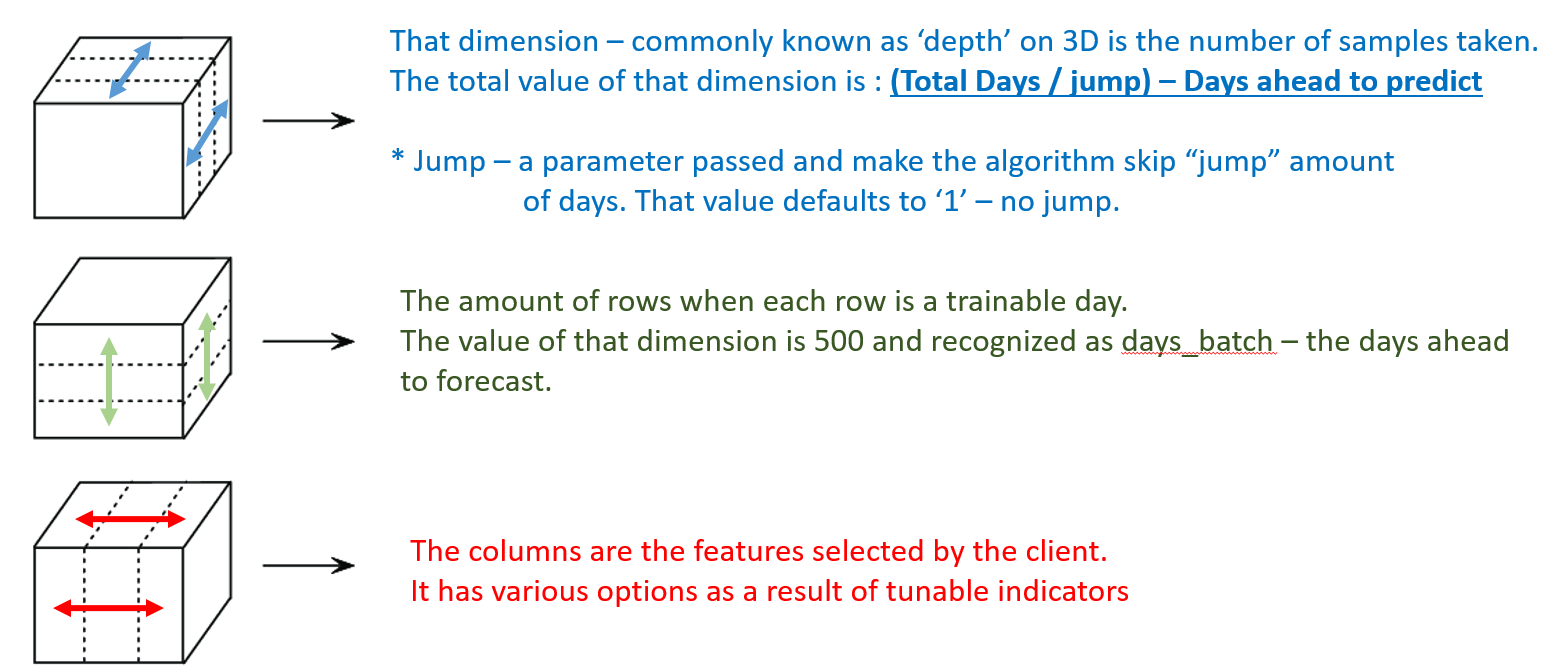 That dimension – commonly known as ‘depth’ on 3D is the number of samples taken.
The total value of that dimension is : (Total Days / jump) – Days ahead to predict
* Jump – a parameter passed and make the algorithm skip “jump” amount
of days. That value defaults to ‘1’ – no jump.
The amount of rows when each row is a trainable day.
The value of that dimension is 500 and recognized as days_batch – the days ahead
to forecast.
The columns are the features selected by the client.
It has various options as a result of tunable indicators